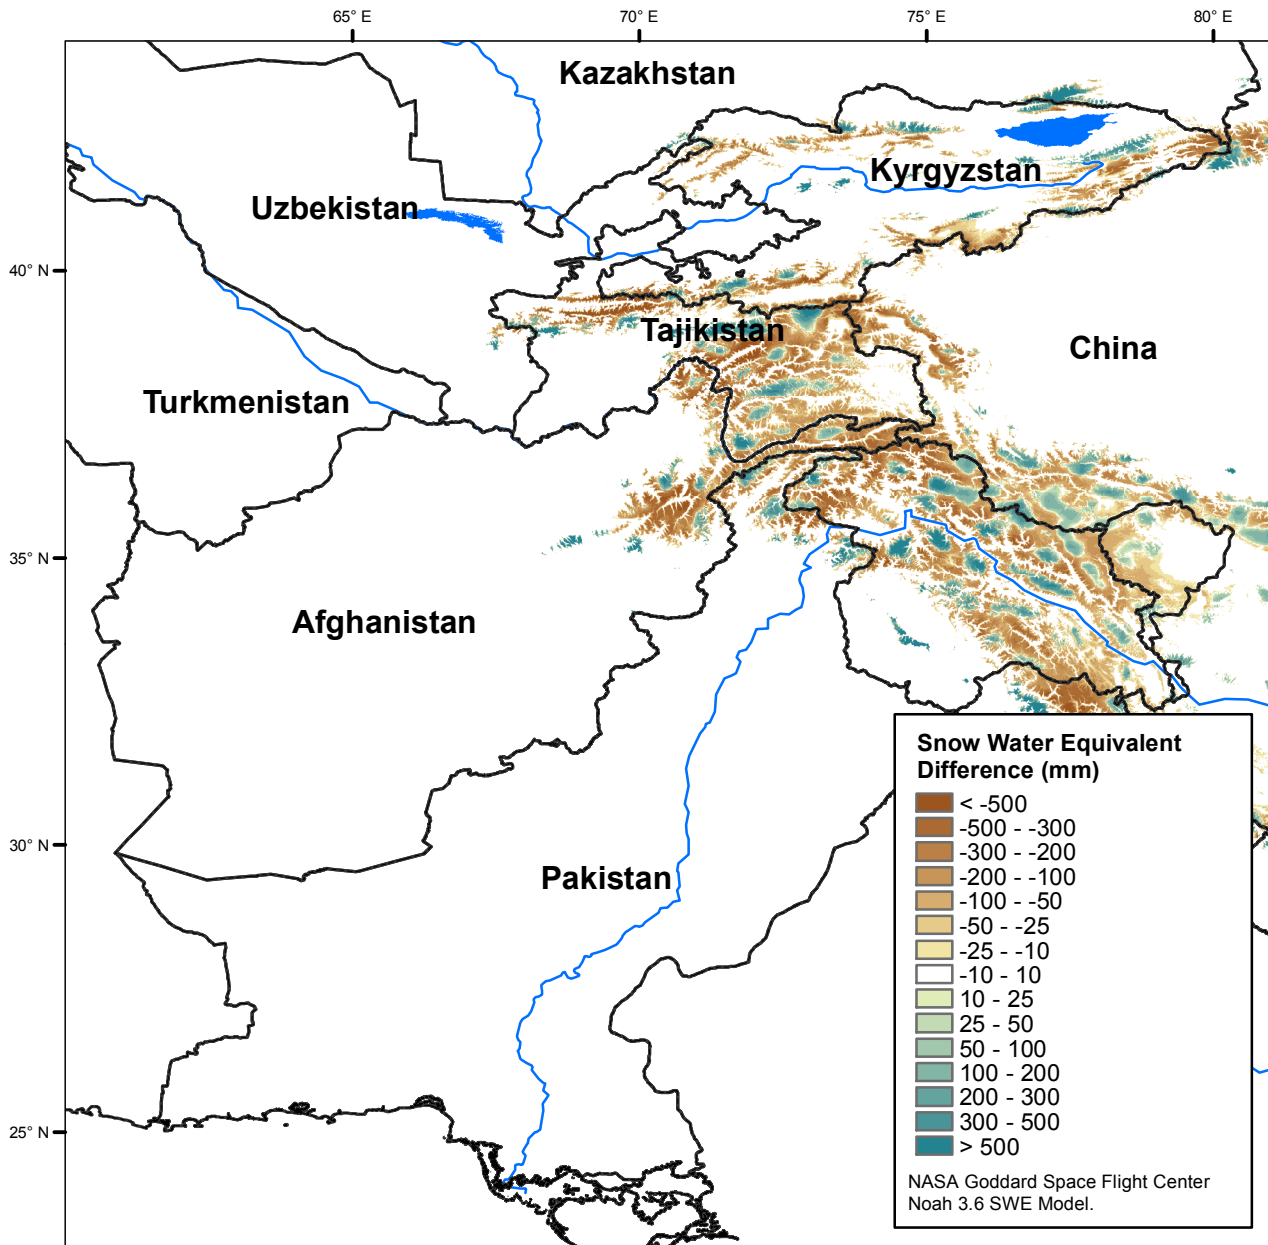 65° E
70° E
75° E
80° E
Kazakhstan
Kyrgyzstan
Uzbekistan
40° N
Tajikistan
China
Turkmenistan
35° N
Afghanistan
Snow Water Equivalent
Difference (mm)
< -500
-500 - -300
-300 - -200
-200 - -100
-100 - -50
-50 - -25
-25 - -10
-10 - 10
10 - 25
25 - 50
50 - 100
100 - 200
200 - 300
300 - 500
> 500
NASA Goddard Space Flight Center
Noah 3.6 SWE Model.
30° N
Pakistan
25° N